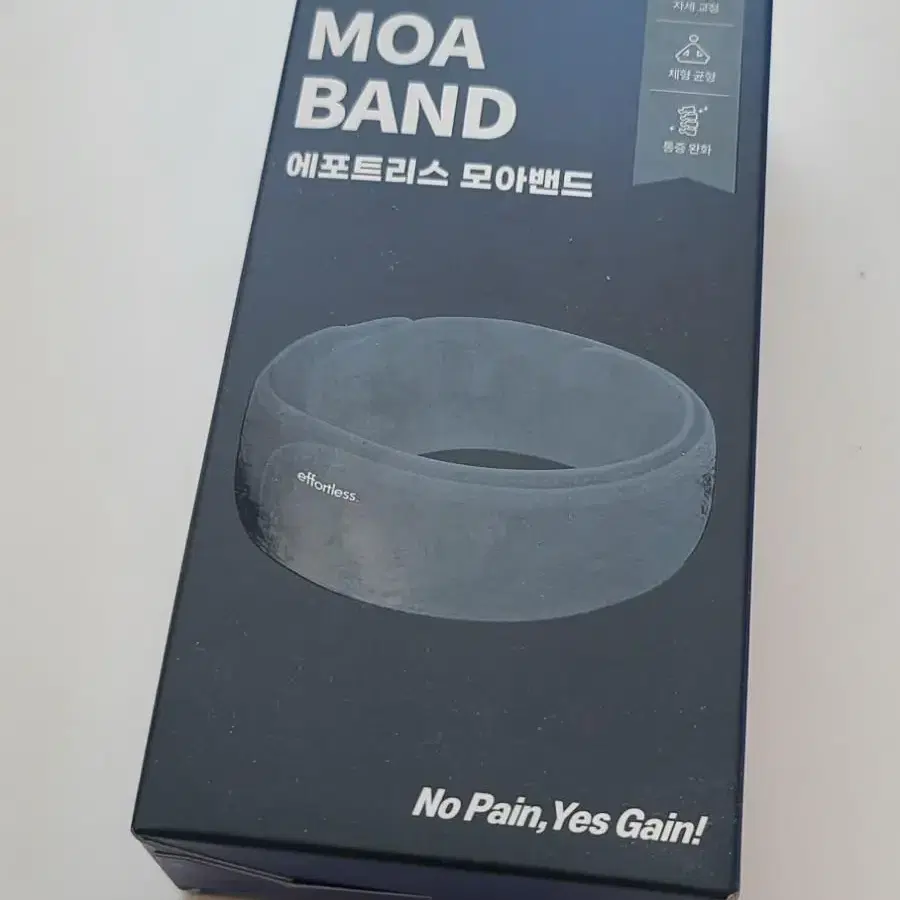 MOA
BAND
에포트리스 모아밴드
자세 교정
체형 균형
통증 완화
effortless.
No Pain, Yes Gain!